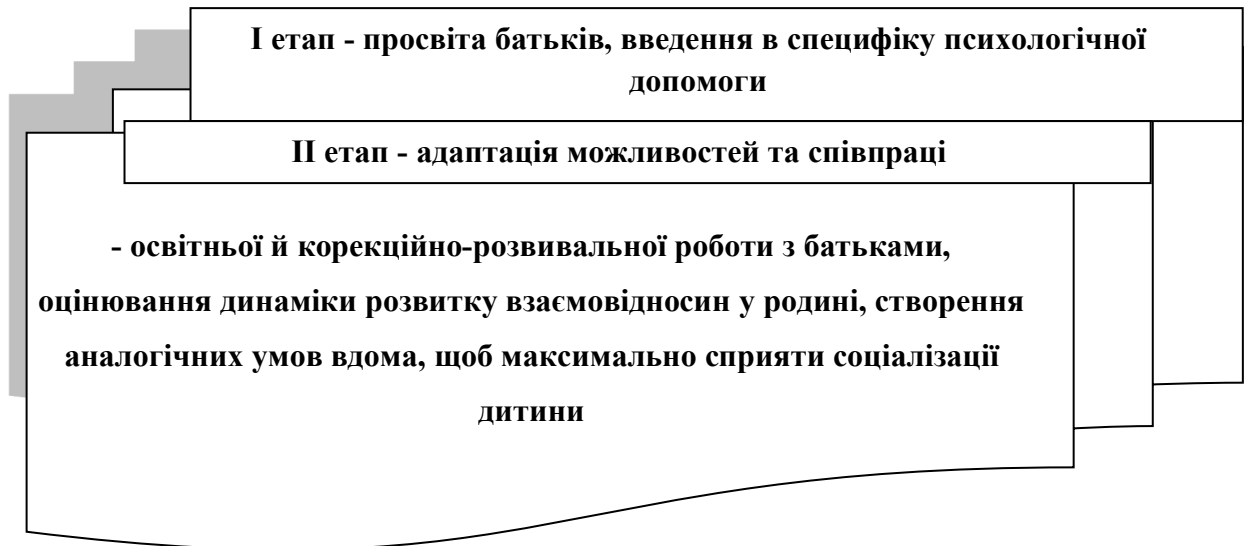 І етап - просвіта батьків, введення в специфіку психологічної
допомоги
ІІ етап - адаптація можливостей та співпраці
- освітньої й корекційно-розвивальної роботи з батьками,
оцінювання динаміки розвитку взаємовідносин у родині, створення
аналогічних умов вдома, щоб максимально сприяти соціалізації
дитини